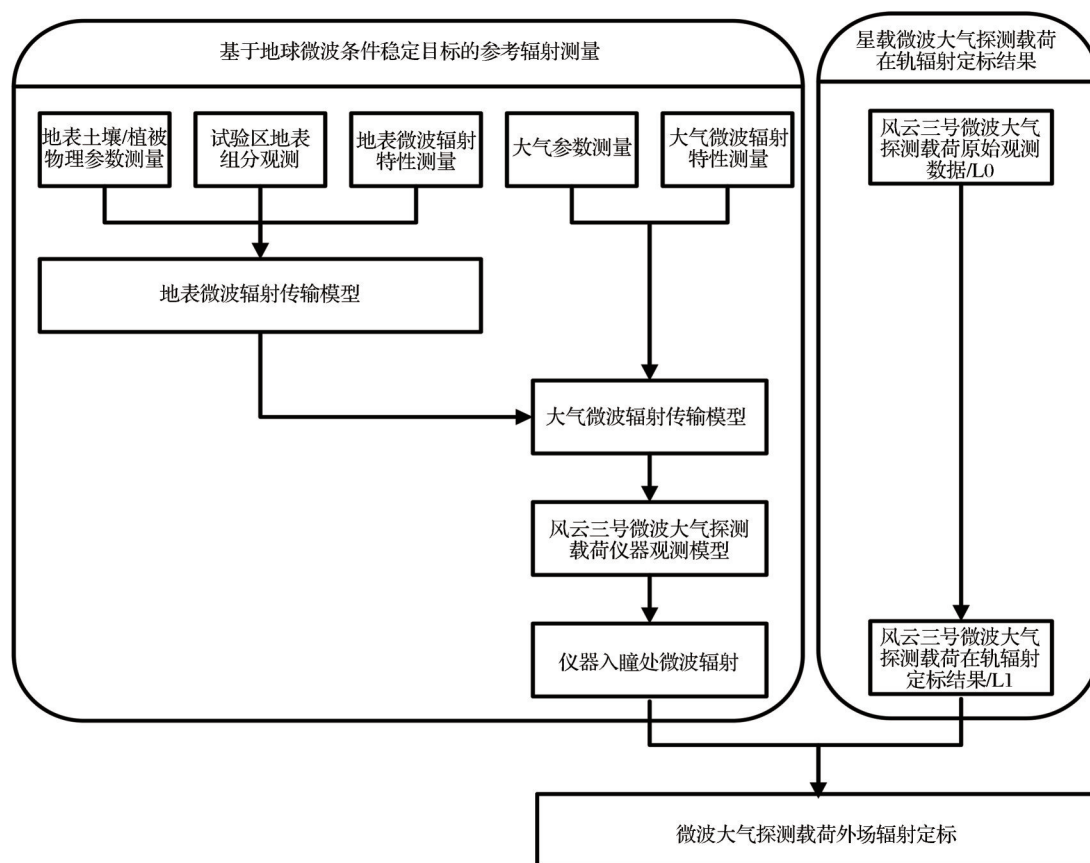 基于地球微波条件稳定目标的参考辐射测量
星载微波大气探测载荷
在轨辐射定标结果
地表土壤/植被
物理参数测量
试验区地表
组分观测
地表微波辐射
特性测量
大气参数测量
大气微波辐射
特性测量
风云三号微波大气
探测载荷原始观测
数据/L0
地表微波辐射传输模型
大气微波辐射传输模型
风云三号微波大气探测
载荷仪器观测模型
仪器入瞳处微波辐射
风云三号微波大气
探测载荷在轨辐射
定标结果/L1
微波大气探测载荷外场辐射定标